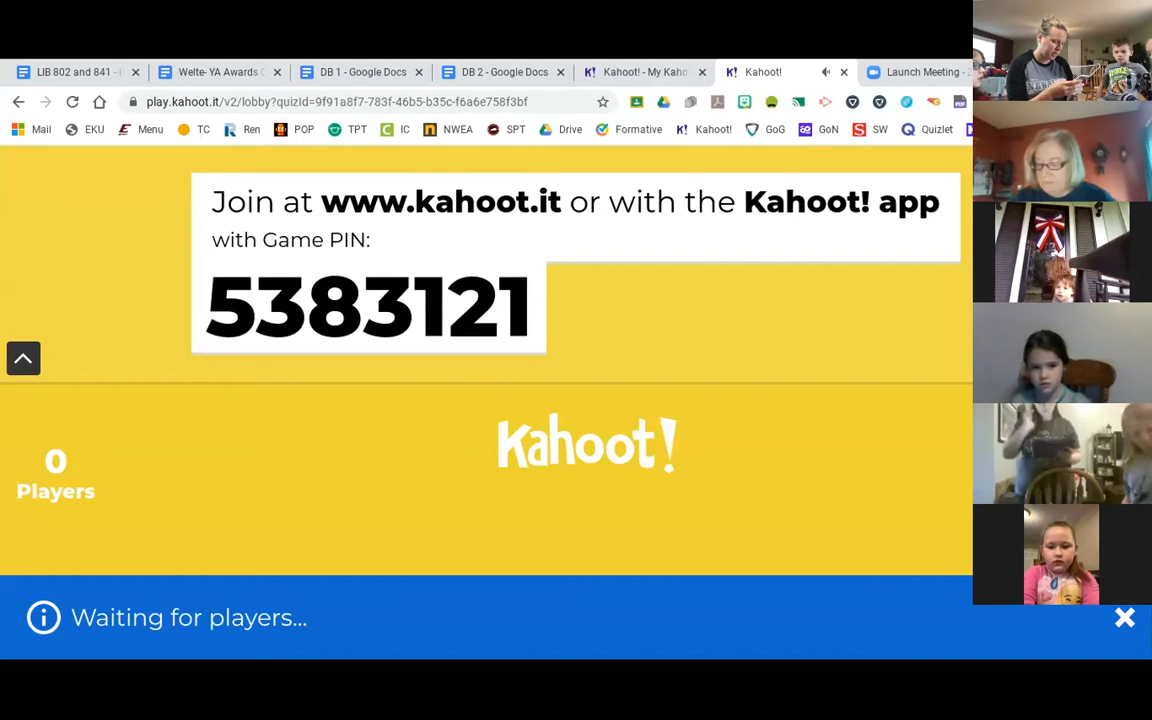 LIB 802 and 841 - Welte- YA Awards DB 1 - Google Docs DB 2 - Google Docs Kahoot! - My Kaho Kahoot! Launch Meeting - Z
play.kahoot.it/v2/lobby?quizId=9f91a8f7-783f-46b5-b35c-f6a6e758f3bf
Mail EKU Menu TC Ren POP TPT IC NWEA SPT Drive Formative Kahoot! GoG GoN SW Quizlet
Join at www.kahoot.it or with the Kahoot! app
with Game PIN:
5383121
Kahoot!
0
Players
Waiting for players...